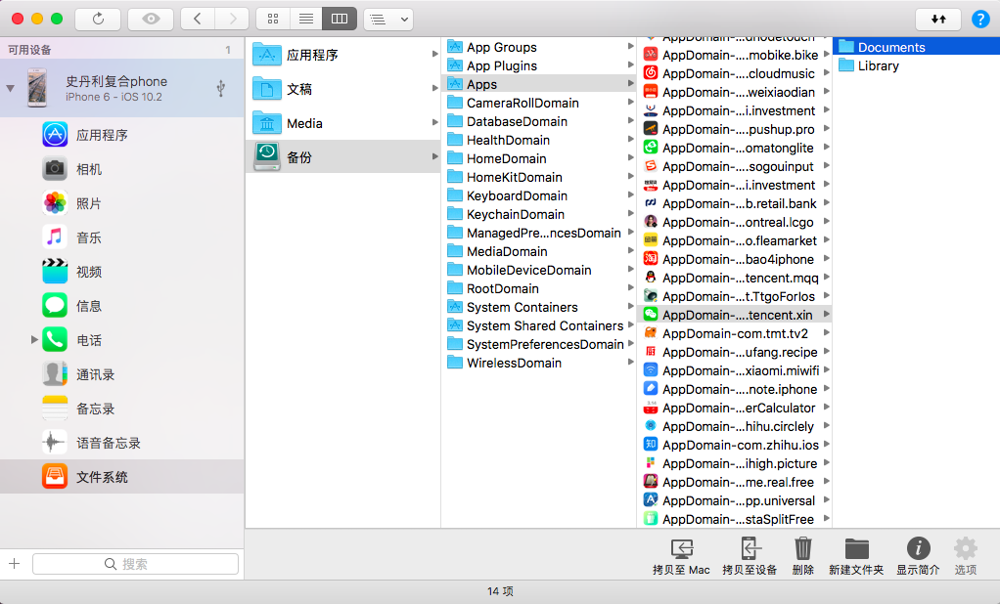 ?
可用设备
1
史丹利复合phone
iPhone 6 - iOS 10.2
应用程序
相机
照片
音乐
视频
信息
电话
通讯录
备忘录
语音备忘录
文件系统
搜索
应用程序
文稿
Media
备份
App Groups
App Plugins
Apps
CameraRollDomain
DatabaseDomain
HealthDomain
HomeDomain
HomeKitDomain
KeyboardDomain
KeychainDomain
ManagedPre...ncesDomain
MediaDomain
MobileDeviceDomain
RootDomain
System Containers
System Shared Containers
SystemPreferencesDomain
WirelessDomain
AppDomain-....mobike.bike
AppDomain-....cloudmusic
AppDomain-....weixiaodian
AppDomain-...i.investment
AppDomain-....pushup.pro
AppDomain-...omatonglite
AppDomain-....sogouinput
AppDomain-...i.investment
AppDomain-...b.retail.bank
AppDomain-...ontreal.lcgo
AppDomain-...o.fleamarket
AppDomain-...bao4iphone
AppDomain-....tencent.mqq
AppDomain-...t.TtgoForIos
AppDomain-....tencent.xin
AppDomain-com.tmt.tv2
AppDomain-...ufang.recipe
AppDomain-...xiaomi.miwifi
AppDomain-....note.iphone
AppDomain-...erCalculator
AppDomain-...hihu.circlely
AppDomain-com.zhihu.ios
AppDomain-...ihigh.picture
AppDomain-...me.real.free
AppDomain-...pp.universal
AppDomain-...staSplitFree
Documents
Library
拷贝至 Mac
拷贝至设备
删除
新建文件夹
显示简介
选项
14 项